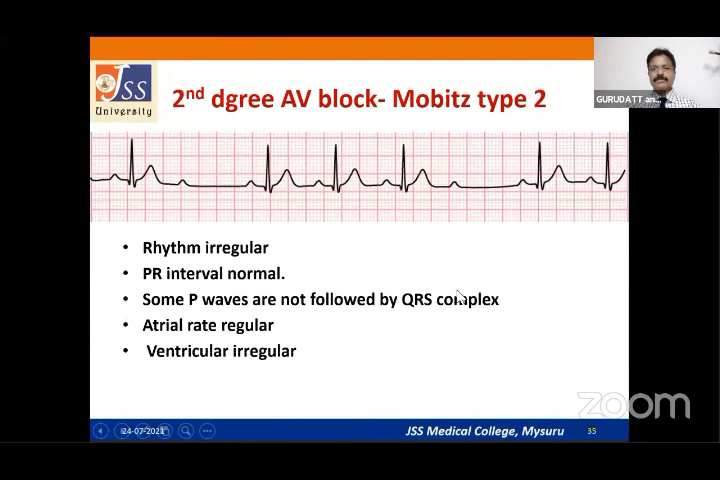 JSS
University
2nd dgree AV block- Mobitz type 2
GURUDATT an...
• Rhythm irregular
• PR interval normal.
• Some P waves are not followed by QRS complex
• Atrial rate regular
• Ventricular irregular
zoom
24-07-2021
JSS Medical College, Mysuru
35